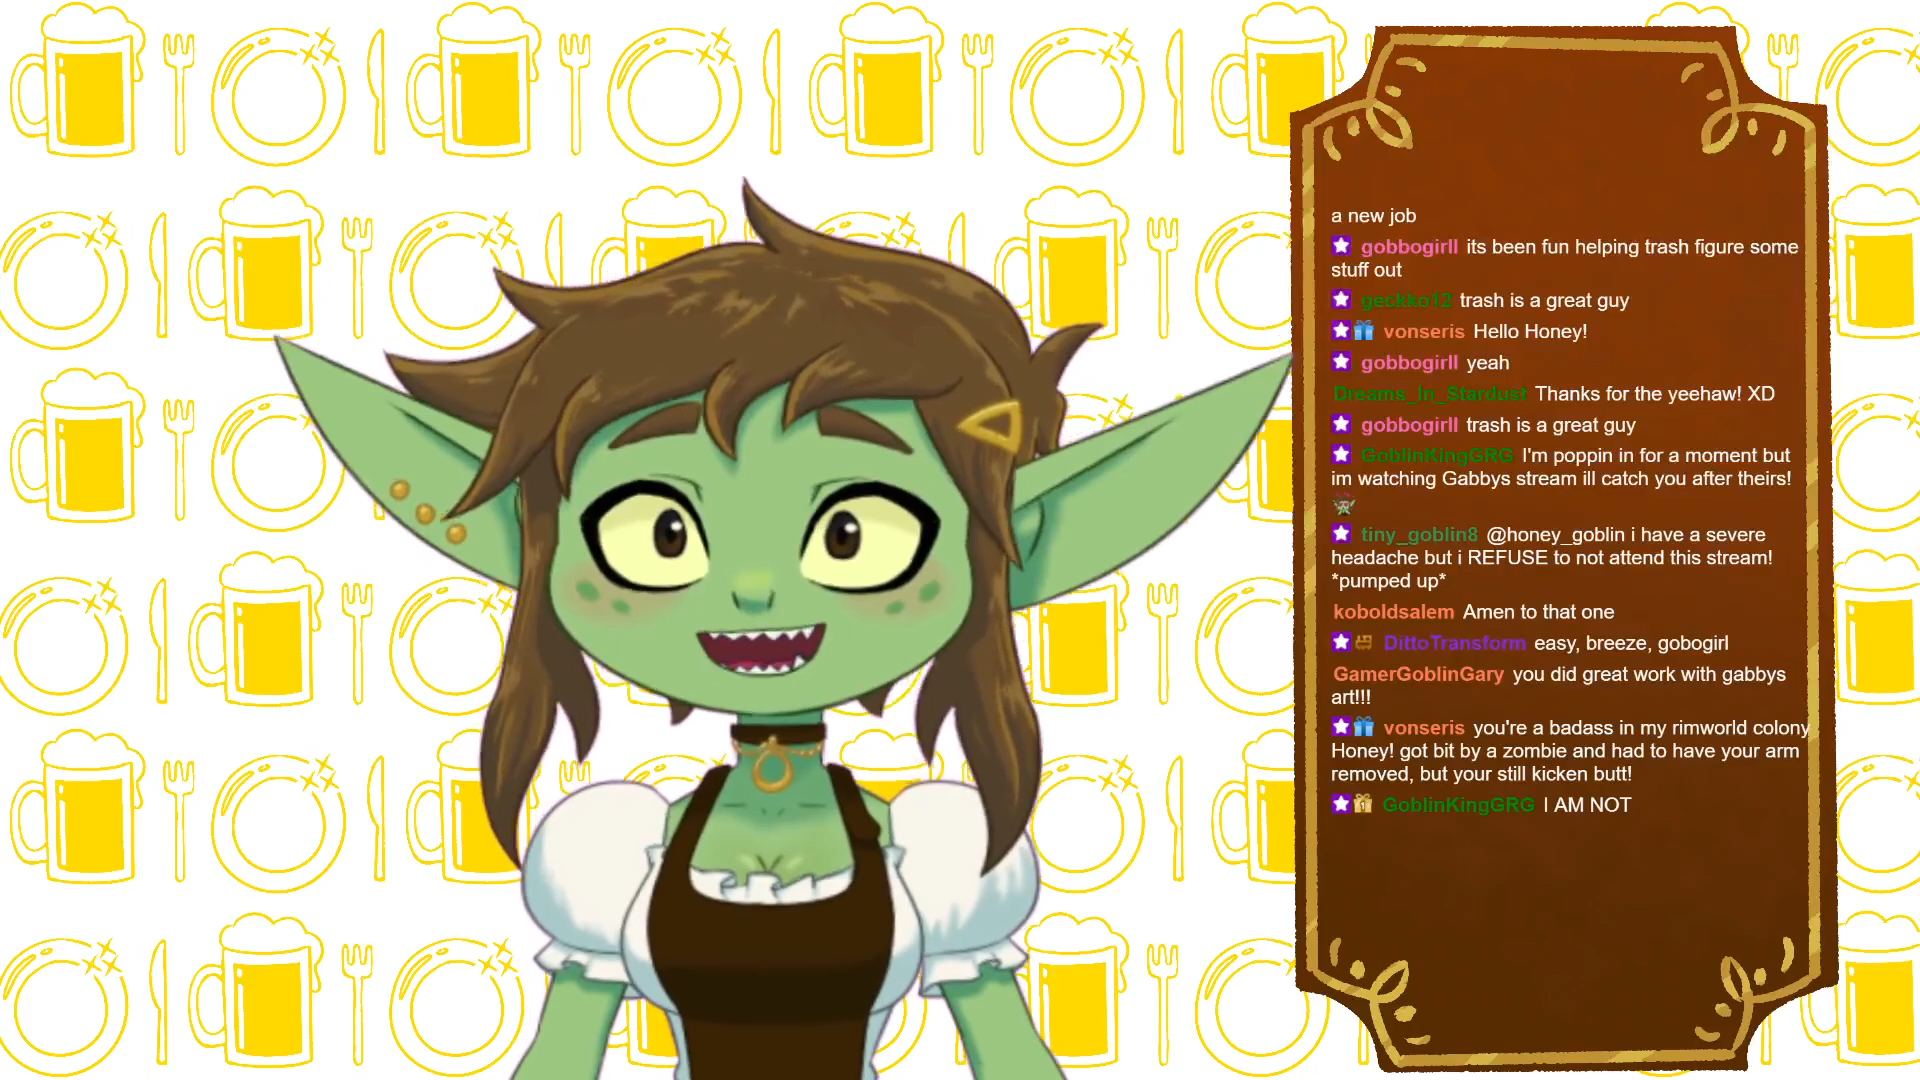 a new job
gobbogirll its been fun helping trash figure some
stuff out
geckko12 trash is a great guy
vonseris Hello Honey!
gobbogirll yeah
Dreams_In_Stardust Thanks for the yeehaw! XD
gobbogirll trash is a great guy
GoblinKingGRG I'm poppin in for a moment but
im watching Gabbys stream ill catch you after theirs!
tiny_goblin8 @honey_goblin i have a severe
headache but i REFUSE to not attend this stream!
*pumped up*
koboldsalem Amen to that one
DittoTransform easy, breeze, gobogirl
GamerGoblinGary you did great work with gabbys
art!!!
vonseris you're a badass in my rimworld colony
Honey! got bit by a zombie and had to have your arm
removed, but your still kicken butt!
GoblinKingGRG I AM NOT